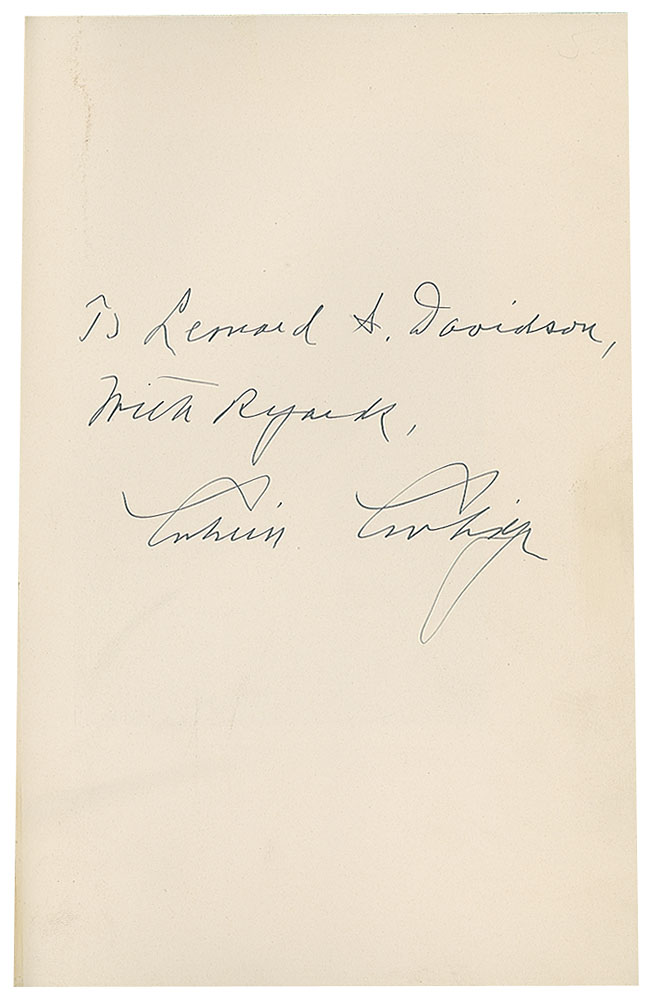 To Leonard A. Davidson,
With Regards,
Calvin Coolidge